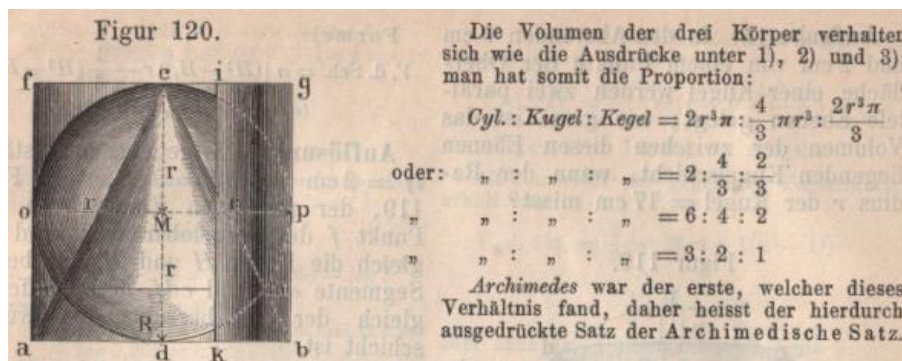 Figur 120.
f e i g
r
o r M r p
r
R
a d k b
Die Volumen der drei Körper verhalten
sich wie die Ausdrücke unter 1), 2) und 3)
man hat somit die Proportion:
Cyl. : Kugel : Kegel = 2r³π : 4/3 πr³ : 2r³π/3
oder: „ : „ : „ = 2 : 4/3 : 2/3
„ „ : „ : „ = 6 : 4 : 2
„ „ : „ : „ = 3 : 2 : 1
Archimedes war der erste, welcher dieses
Verhältnis fand, daher heisst der hierdurch
ausgedrückte Satz der Archimedische Satz.